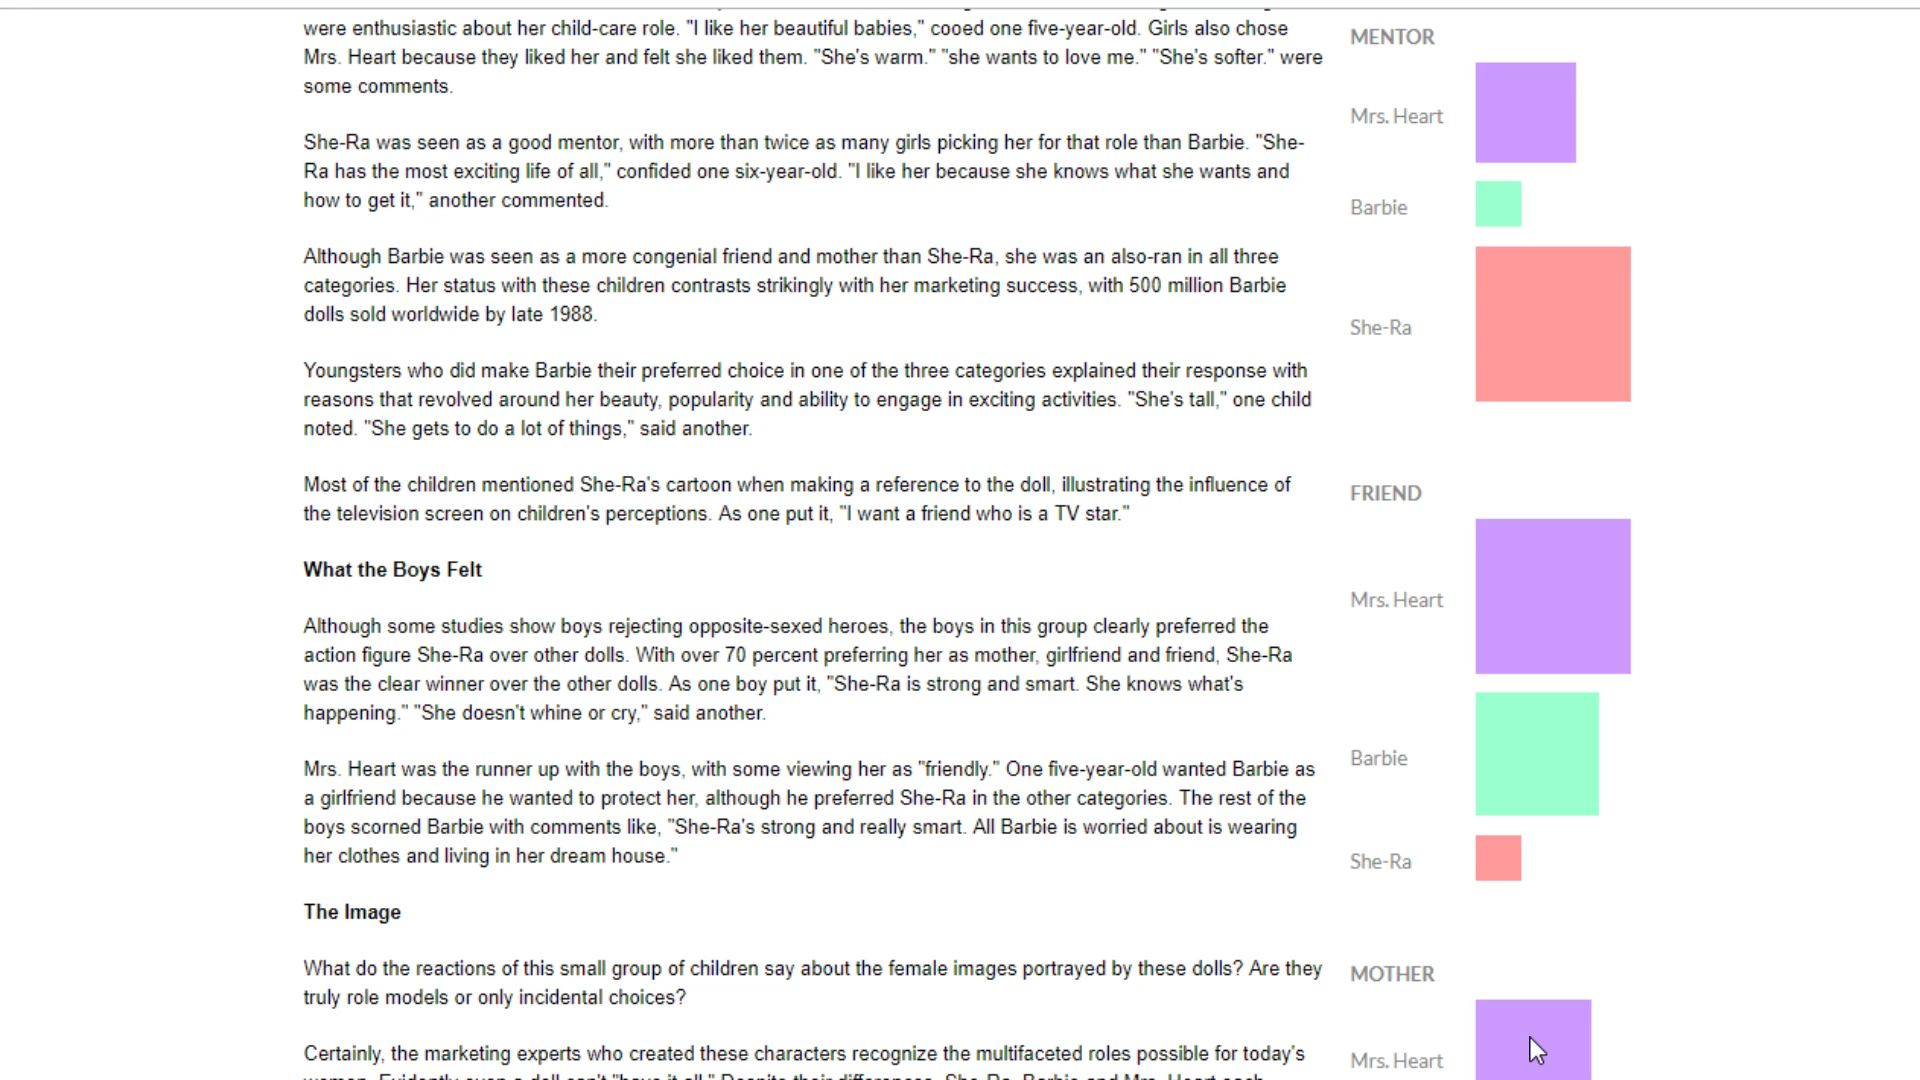 were enthusiastic about her child-care role. "I like her beautiful babies," cooed one five-year-old. Girls also chose
Mrs. Heart because they liked her and felt she liked them. "She's warm." "she wants to love me." "She's softer." were
some comments.
She-Ra was seen as a good mentor, with more than twice as many girls picking her for that role than Barbie. "She-
Ra has the most exciting life of all," confided one six-year-old. "I like her because she knows what she wants and
how to get it," another commented.
Although Barbie was seen as a more congenial friend and mother than She-Ra, she was an also-ran in all three
categories. Her status with these children contrasts strikingly with her marketing success, with 500 million Barbie
dolls sold worldwide by late 1988.
Youngsters who did make Barbie their preferred choice in one of the three categories explained their response with
reasons that revolved around her beauty, popularity and ability to engage in exciting activities. "She's tall," one child
noted. "She gets to do a lot of things," said another.
Most of the children mentioned She-Ra's cartoon when making a reference to the doll, illustrating the influence of
the television screen on children's perceptions. As one put it, "I want a friend who is a TV star."
What the Boys Felt
Although some studies show boys rejecting opposite-sexed heroes, the boys in this group clearly preferred the
action figure She-Ra over other dolls. With over 70 percent preferring her as mother, girlfriend and friend, She-Ra
was the clear winner over the other dolls. As one boy put it, "She-Ra is strong and smart. She knows what's
happening." "She doesn't whine or cry," said another.
Mrs. Heart was the runner up with the boys, with some viewing her as "friendly." One five-year-old wanted Barbie as
a girlfriend because he wanted to protect her, although he preferred She-Ra in the other categories. The rest of the
boys scorned Barbie with comments like, "She-Ra's strong and really smart. All Barbie is worried about is wearing
her clothes and living in her dream house."
The Image
What do the reactions of this small group of children say about the female images portrayed by these dolls? Are they
truly role models or only incidental choices?
Certainly, the marketing experts who created these characters recognize the multifaceted roles possible for today's
MENTOR
Mrs. Heart
Barbie
She-Ra
FRIEND
Mrs. Heart
Barbie
She-Ra
MOTHER
Mrs. Heart